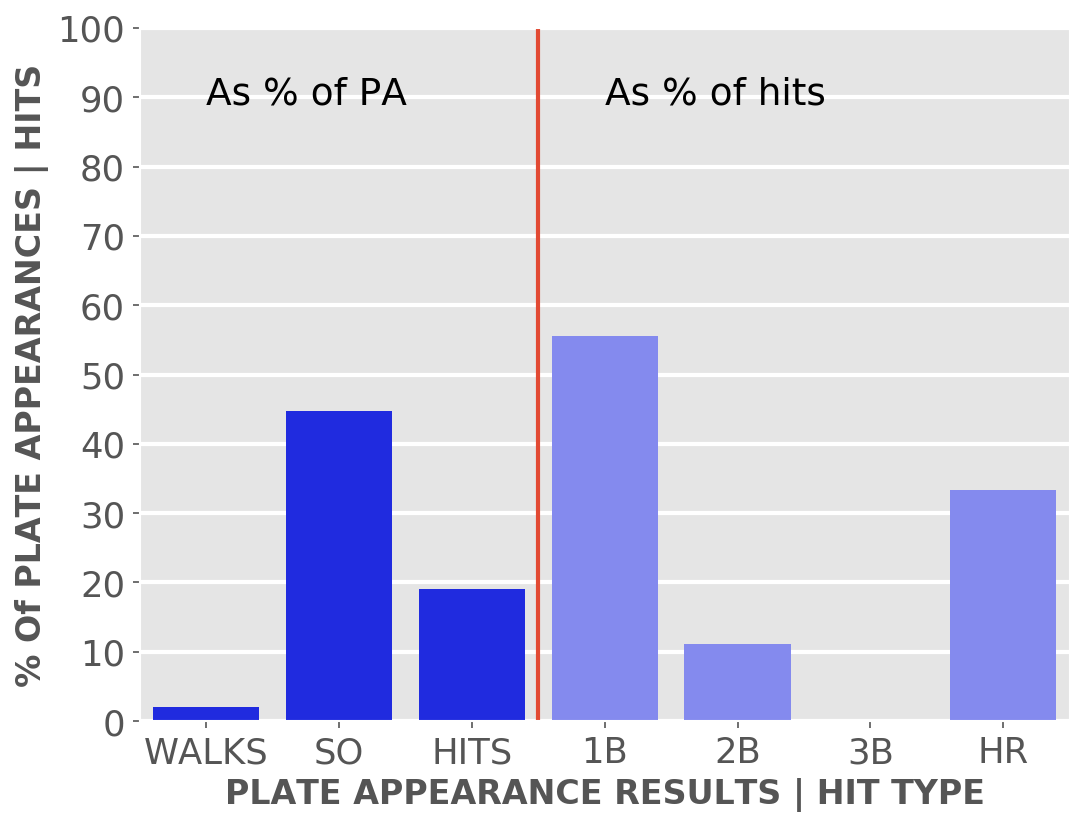 % Of PLATE APPEARANCES | HITS
100
90
80
70
60
50
40
30
20
10
0
As % of PA
As % of hits
WALKS SO HITS 1B 2B 3B HR
PLATE APPEARANCE RESULTS | HIT TYPE